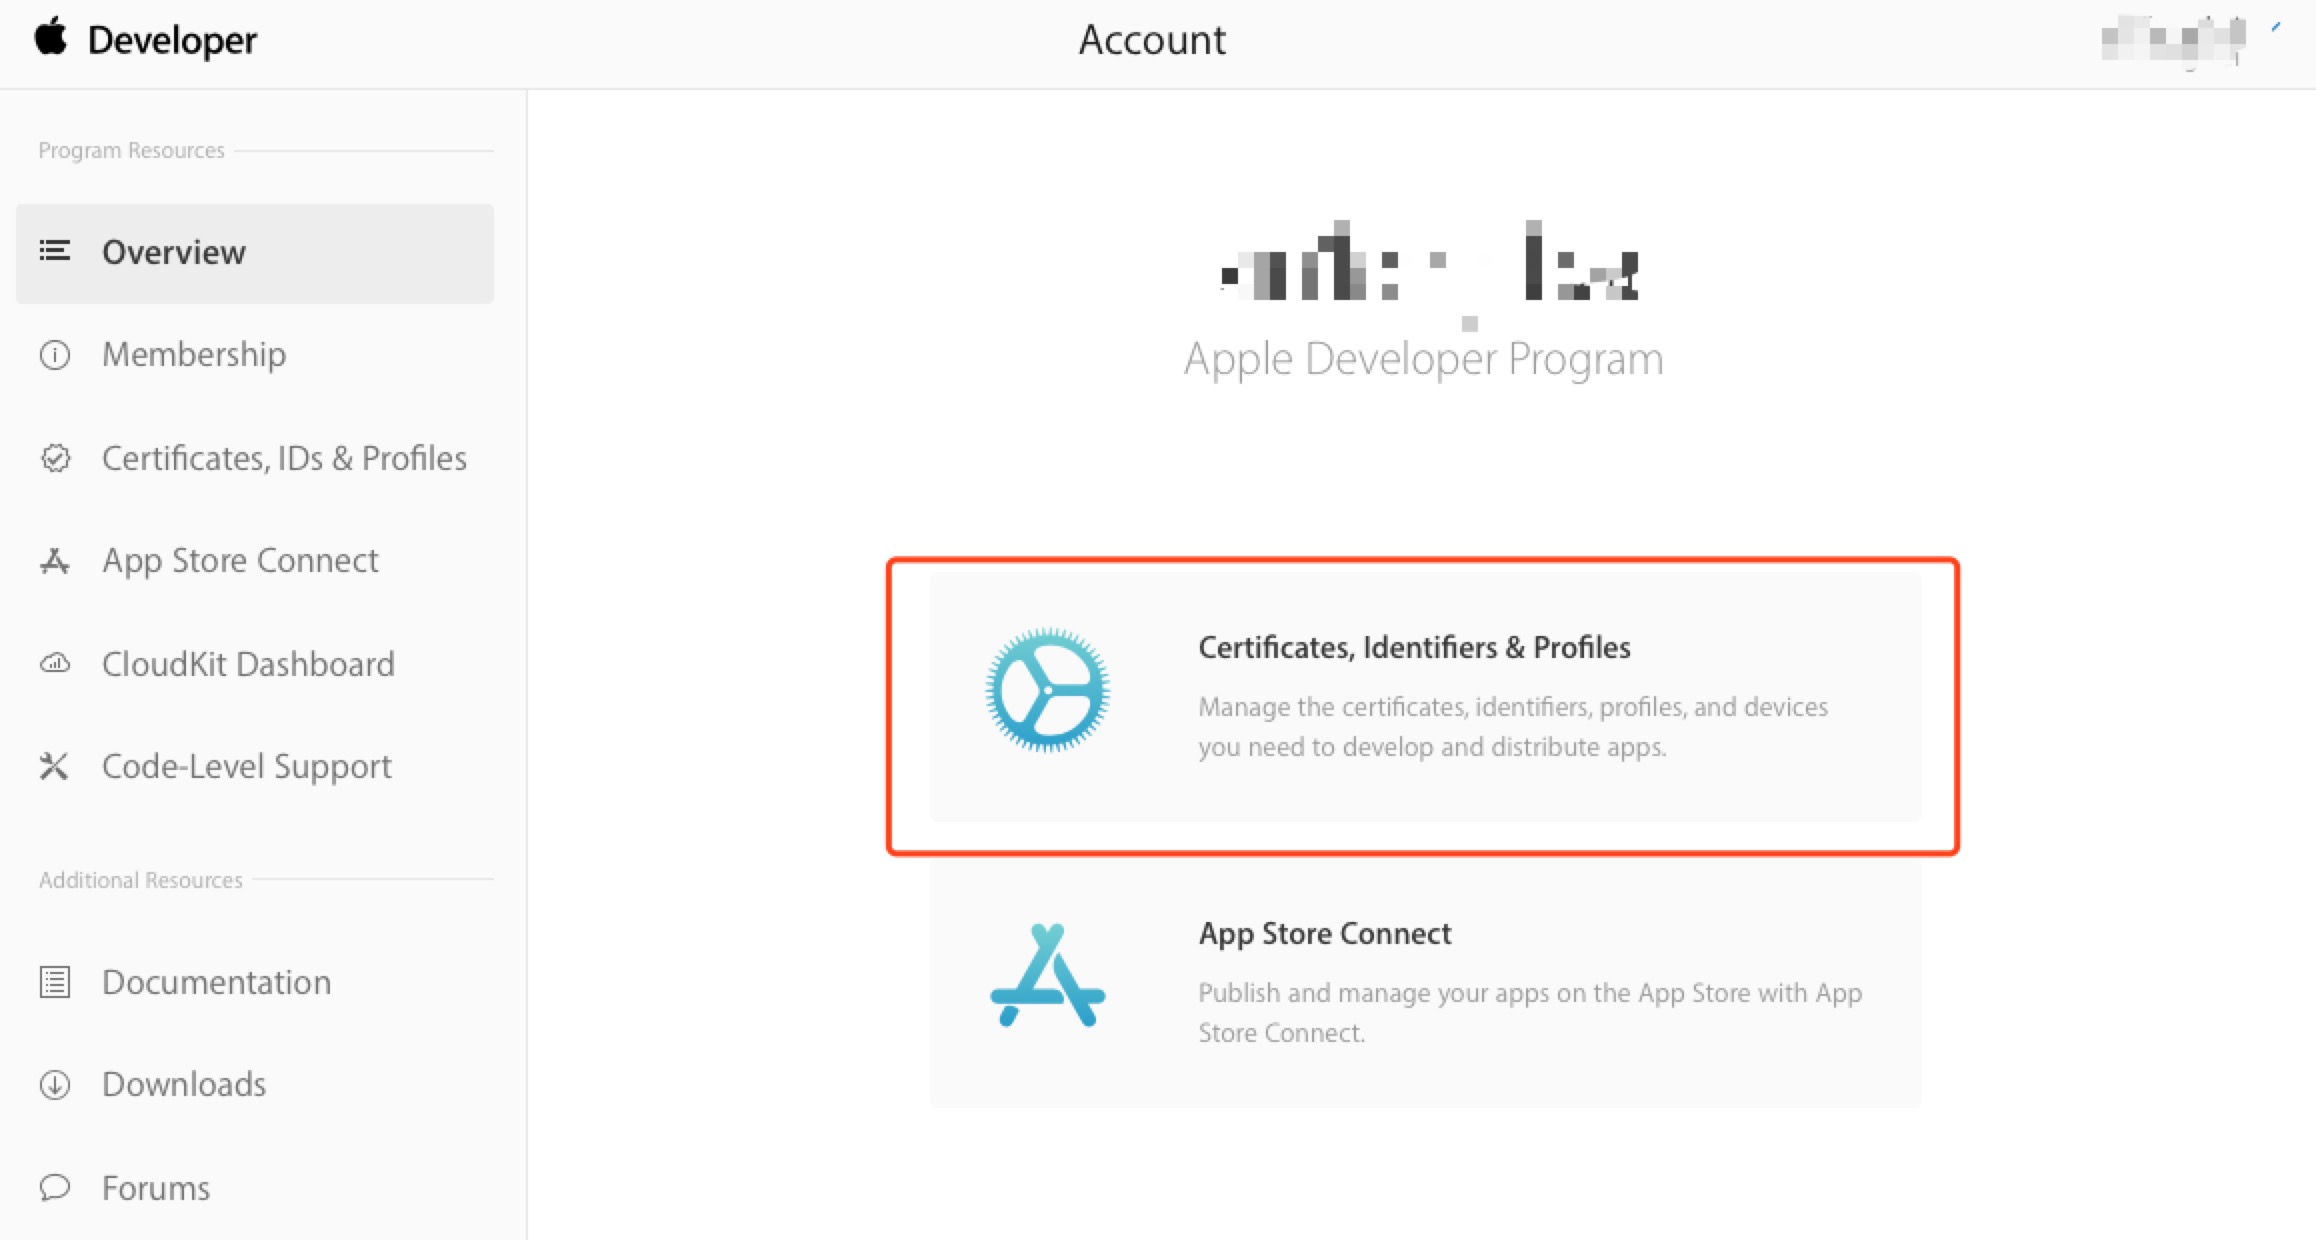 Developer
Account
Program Resources
Overview
Membership
Certificates, IDs & Profiles
App Store Connect
CloudKit Dashboard
Code-Level Support
Additional Resources
Documentation
Downloads
Forums
Apple Developer Program
Certificates, Identifiers & Profiles
Manage the certificates, identifiers, profiles, and devices
you need to develop and distribute apps.
App Store Connect
Publish and manage your apps on the App Store with App
Store Connect.